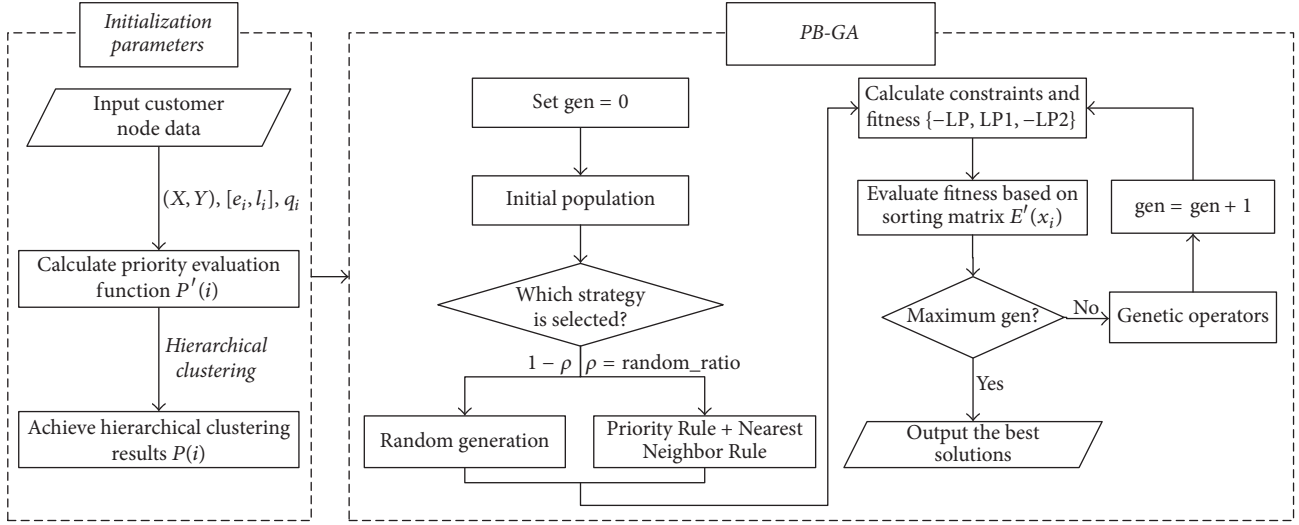 Initialization
parameters
Input customer
node data
(X, Y), [e_i, l_i], q_i
Calculate priority evaluation
function P′(i)
Hierarchical
clustering
Achieve hierarchical clustering
results P(i)
PB-GA
Set gen = 0
Initial population
Which strategy
is selected?
1 − ρ
ρ = random_ratio
Random generation
Priority Rule + Nearest
Neighbor Rule
Calculate constraints and
fitness {−LP, LP1, −LP2}
Evaluate fitness based on
sorting matrix E′(x_i)
gen = gen + 1
Maximum gen?
No
Genetic operators
Yes
Output the best
solutions